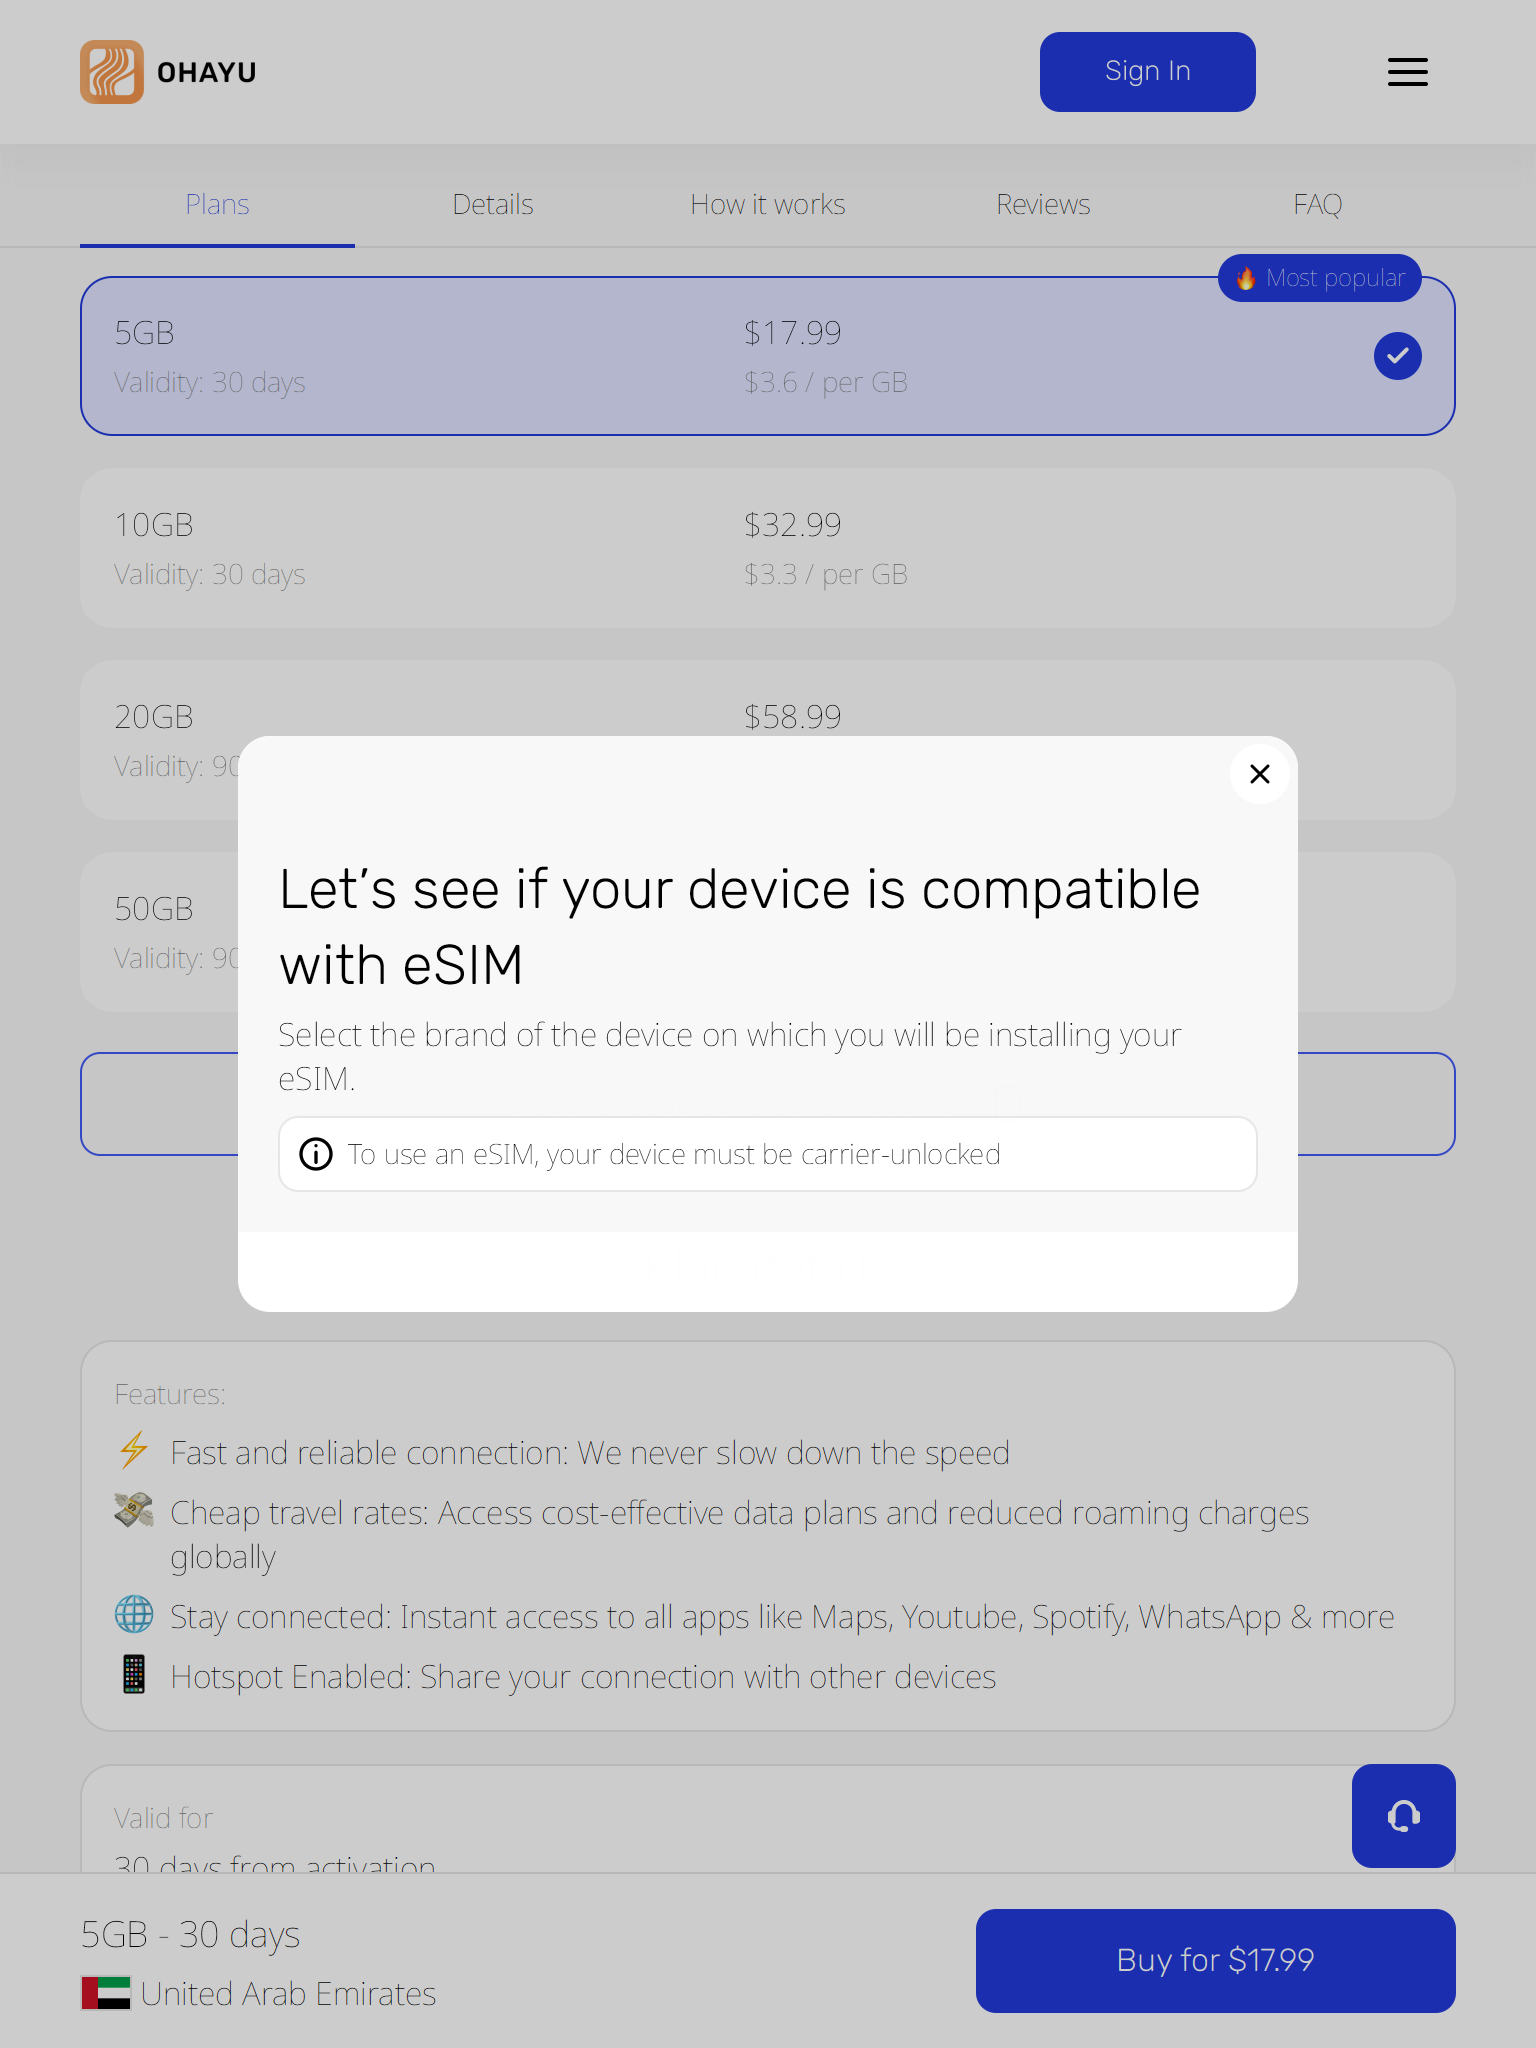 OHAYU
Sign In
Plans
Details
How it works
Reviews
FAQ
🔥 Most popular
5GB
$17.99
Validity: 30 days
$3.6 / per GB
10GB
$32.99
Validity: 30 days
$3.3 / per GB
20GB
$58.99
Validity: 90
50GB
Validity: 90
Let's see if your device is compatible
with eSIM
Select the brand of the device on which you will be installing your
eSIM.
To use an eSIM, your device must be carrier-unlocked
Features:
Fast and reliable connection: We never slow down the speed
Cheap travel rates: Access cost-effective data plans and reduced roaming charges
globally
Stay connected: Instant access to all apps like Maps, Youtube, Spotify, WhatsApp & more
Hotspot Enabled: Share your connection with other devices
Valid for
30 days from activation
5GB - 30 days
United Arab Emirates
Buy for $17.99